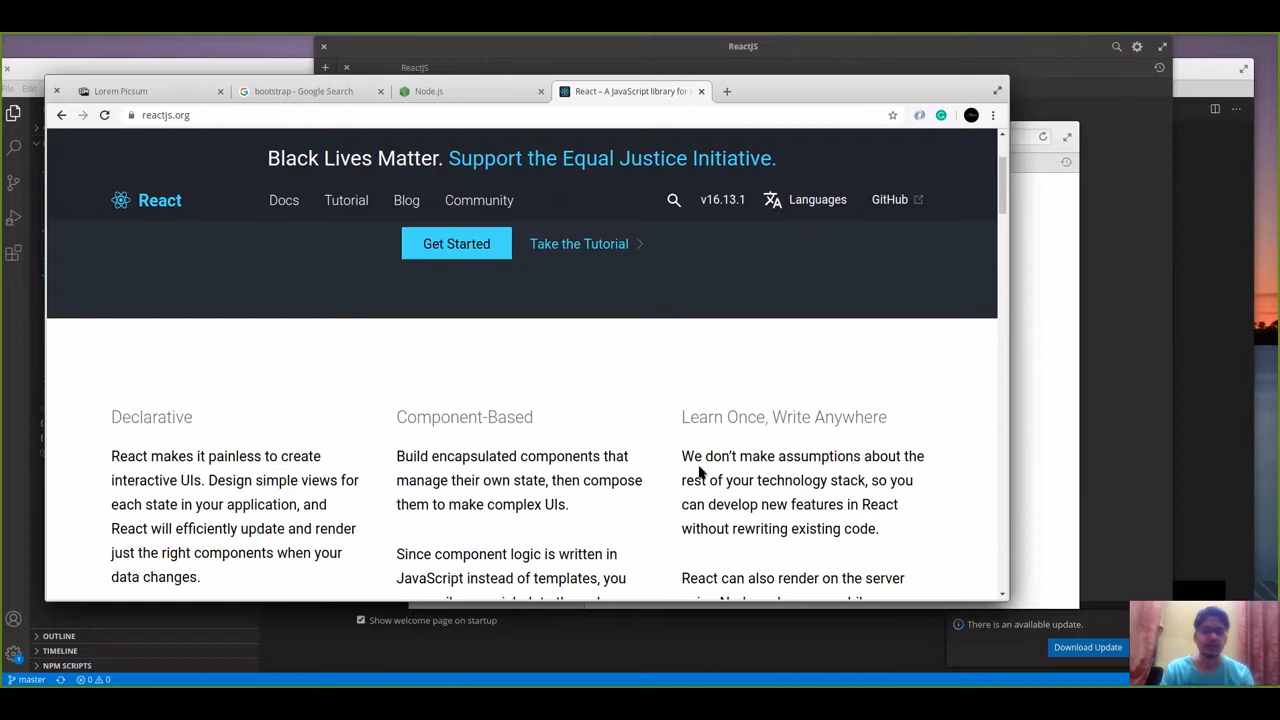 ReactJS
ReactJS
File Edit
Lorem Picsum
bootstrap - Google Search
Node.js
React – A JavaScript library for
reactjs.org
Black Lives Matter. Support the Equal Justice Initiative.
React
Docs
Tutorial
Blog
Community
v16.13.1
Languages
GitHub
Get Started
Take the Tutorial
Declarative
React makes it painless to create
interactive UIs. Design simple views for
each state in your application, and
React will efficiently update and render
just the right components when your
data changes.
Component-Based
Build encapsulated components that
manage their own state, then compose
them to make complex UIs.
Since component logic is written in
JavaScript instead of templates, you
Learn Once, Write Anywhere
We don't make assumptions about the
rest of your technology stack, so you
can develop new features in React
without rewriting existing code.
React can also render on the server
Show welcome page on startup
There is an available update.
Download Update
OUTLINE
TIMELINE
NPM SCRIPTS
1
master
0
0